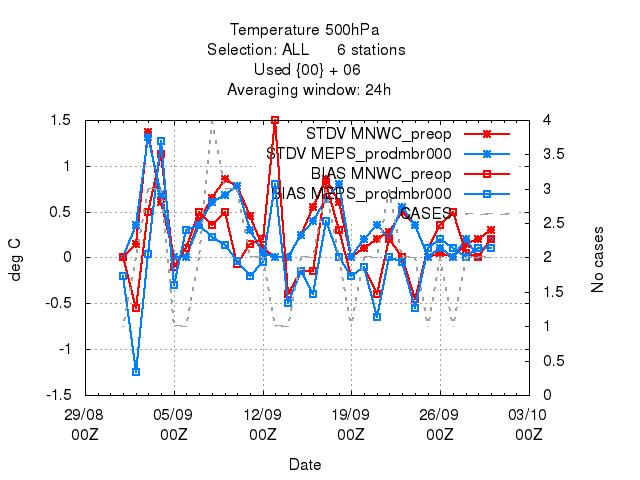 Temperature 500hPa
Selection: ALL 6 stations
Used {00} + 06
Averaging window: 24h
STDV MNWC_preop
STDV MEPS_prodmbr000
BIAS MNWC_preop
BIAS MEPS_prodmbr000
CASES
1.5
1
0.5
0
-0.5
-1
-1.5
deg C
4
3.5
3
2.5
2
1.5
1
0.5
0
No cases
29/08 05/09 12/09 19/09 26/09 03/10
00Z 00Z 00Z 00Z 00Z 00Z
Date